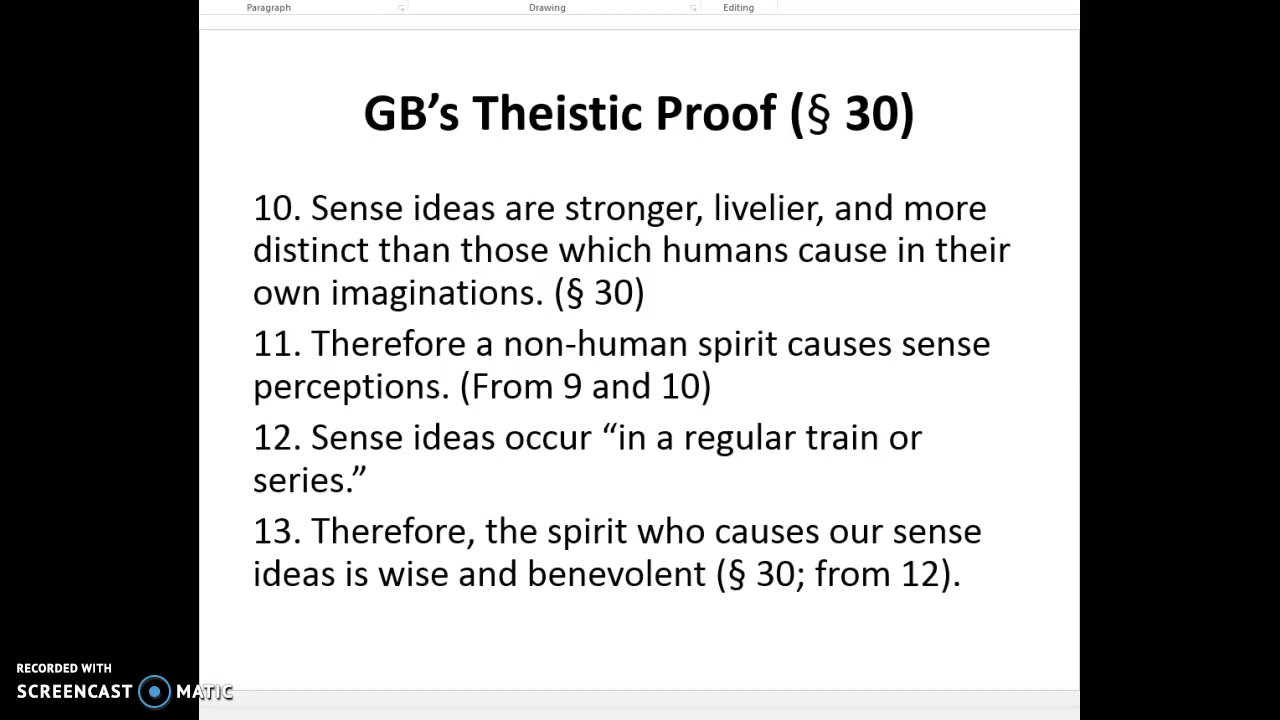 Paragraph Drawing Editing
GB’s Theistic Proof (§ 30)
10. Sense ideas are stronger, livelier, and more
distinct than those which humans cause in their
own imaginations. (§ 30)
11. Therefore a non-human spirit causes sense
perceptions. (From 9 and 10)
12. Sense ideas occur “in a regular train or
series.”
13. Therefore, the spirit who causes our sense
ideas is wise and benevolent (§ 30; from 12).
RECORDED WITH
SCREENCAST MATIC